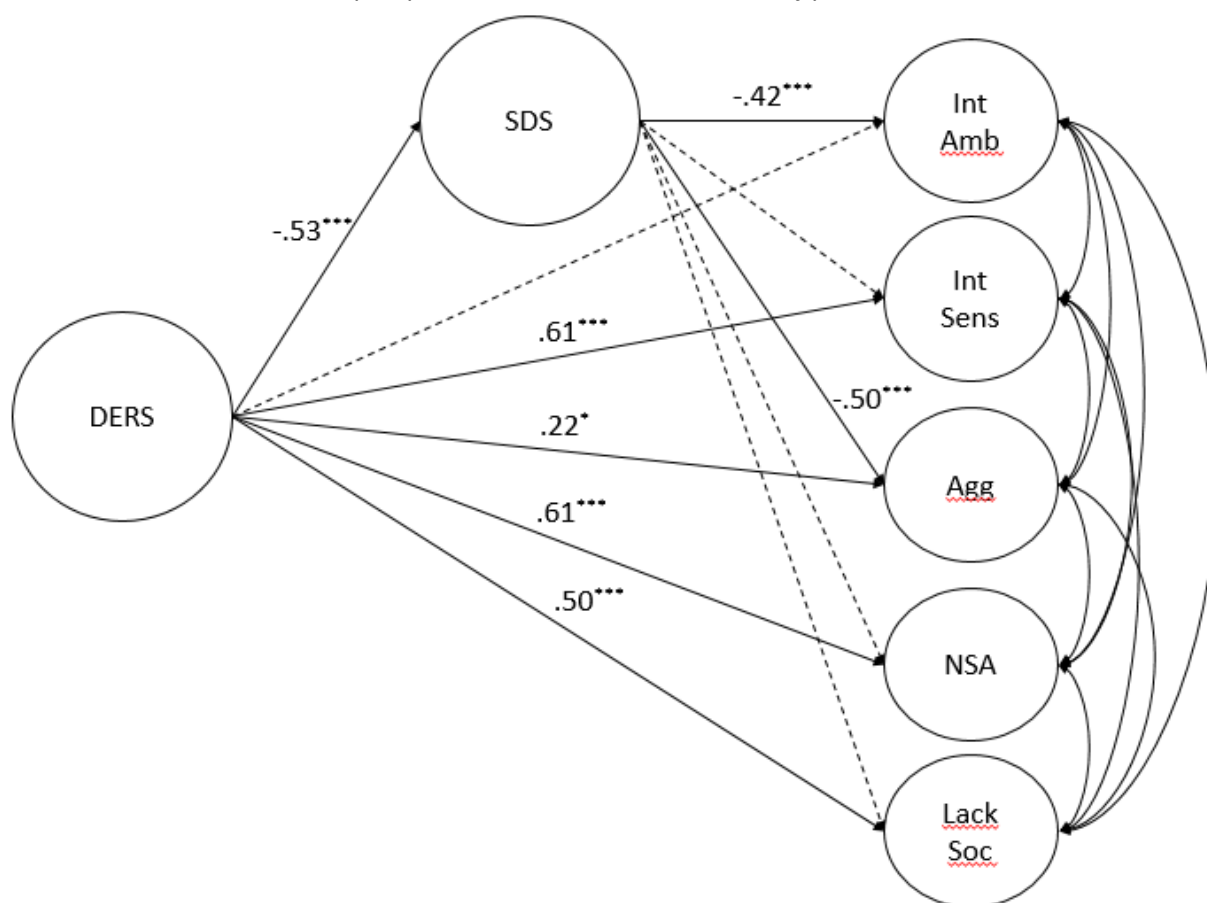 SDS
-.42***
Int
Amb
-.53***
Int
Sens
.61***
DERS
-.50***
.22*
Agg
.61***
.50***
NSA
Lack
Soc